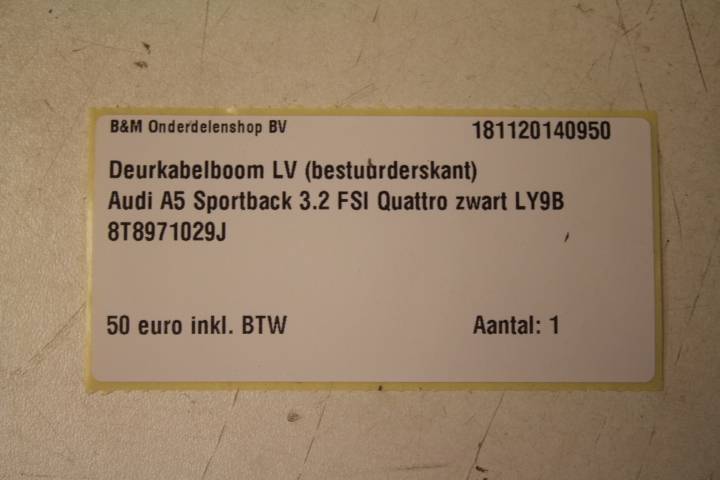 B&M Onderdelenshop BV 181120140950
Deurkabelboom LV (bestuurderskant)
Audi A5 Sportback 3.2 FSI Quattro zwart LY9B
8T8971029J
50 euro inkl. BTW Aantal: 1